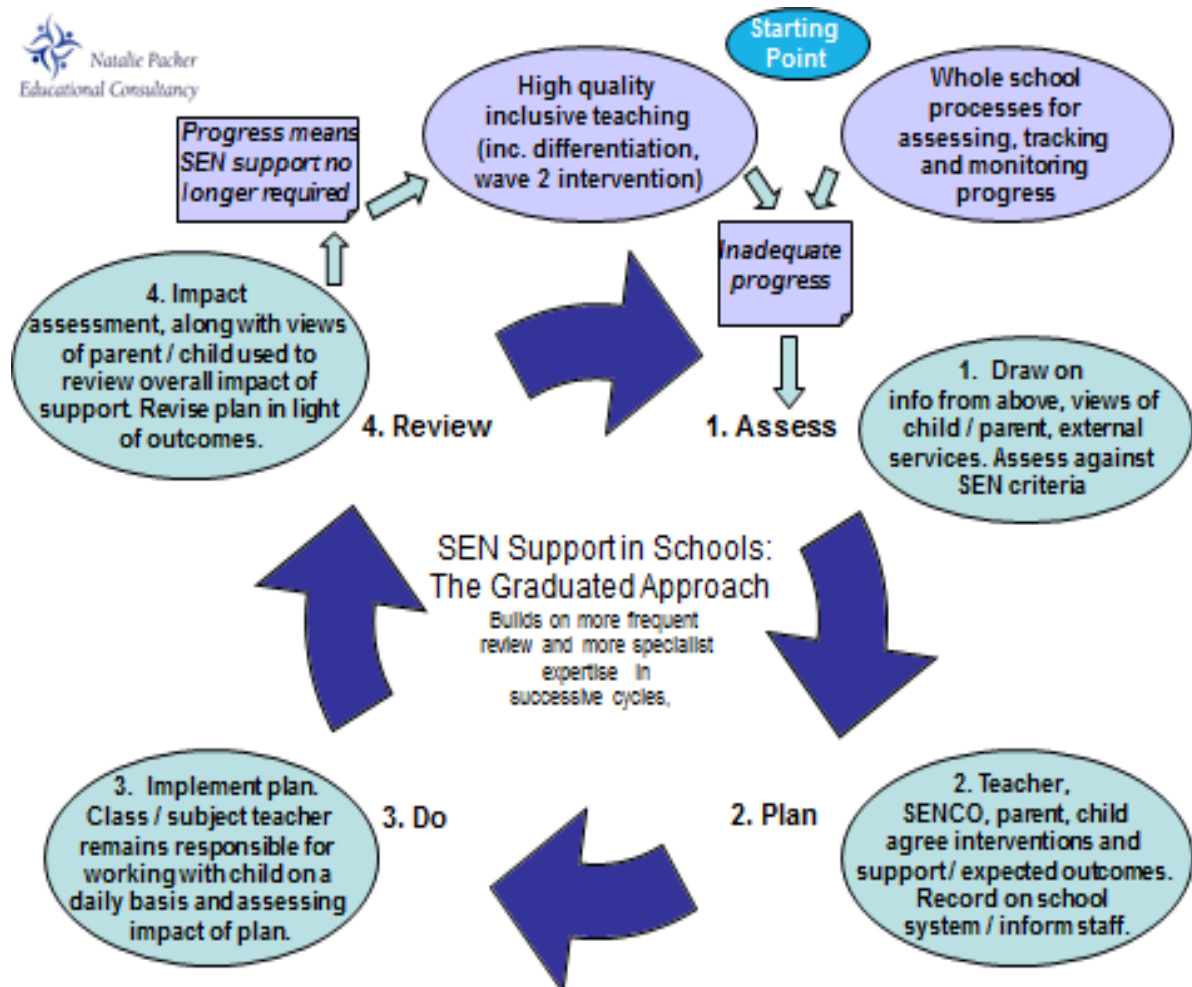 Natalie Packer
Educational Consultancy
Starting
Point
High quality
inclusive teaching
(inc. differentiation,
wave 2 intervention)
Whole school
processes for
assessing, tracking
and monitoring
progress
Progress means
SEN support no
longer required
Inadequate
progress
4. Impact
assessment, along with views
of parent / child used to
review overall impact of
support. Revise plan in light
of outcomes.
4. Review
1. Assess
1. Draw on
info from above, views of
child / parent, external
services. Assess against
SEN criteria
SEN Support in Schools:
The Graduated Approach
Builds on more frequent
review and more specialist
expertise in
successive cycles,
3. Implement plan.
Class / subject teacher
remains responsible for
working with child on a
daily basis and assessing
impact of plan.
3. Do
2. Plan
2. Teacher,
SENCO, parent, child
agree interventions and
support / expected outcomes.
Record on school
system / inform staff.